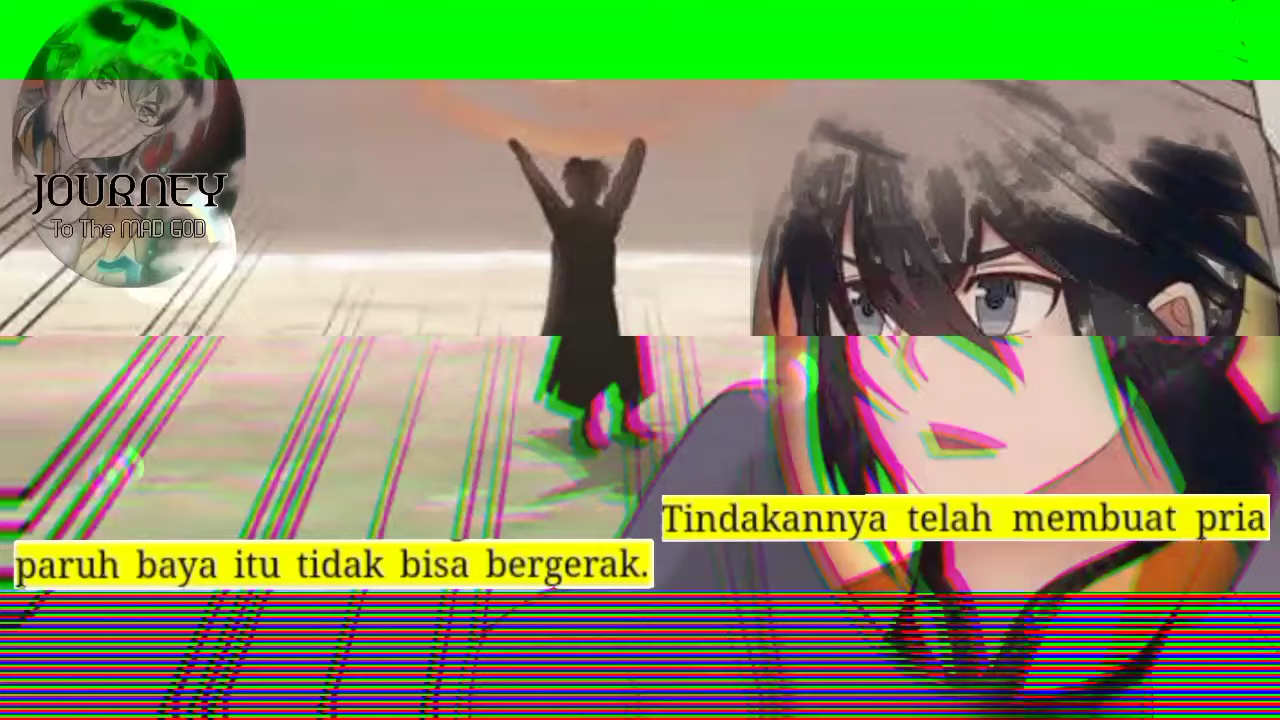 JOURNEY
To The MAD GOD
Tindakannya telah membuat pria
paruh baya itu tidak bisa bergerak.